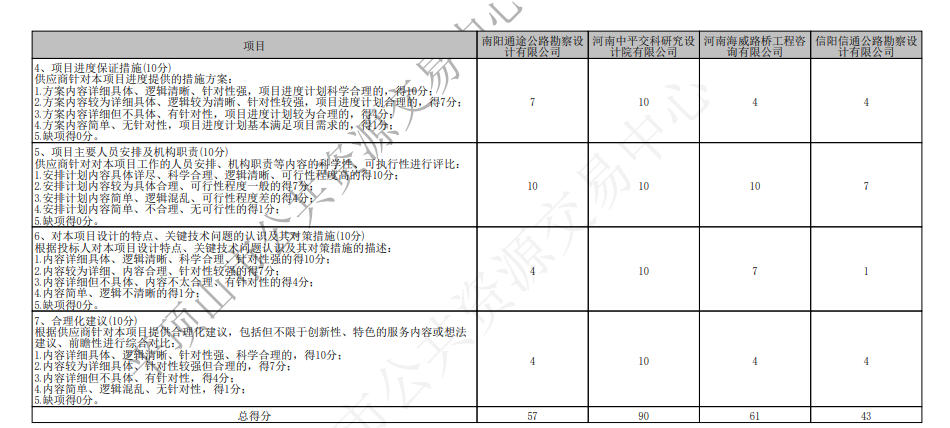 项目
南阳通途公路勘察设计有限公司
河南中平交科研究设计院有限公司
河南海威路桥工程咨询有限公司
信阳信通公路勘察设计有限公司
4、项目进度保证措施(10分)
供应商针对本项目进度提供的措施方案:
1.方案内容详细具体、逻辑清晰、针对性强，项目进度计划科学合理的，得10分;
2.方案内容较为详细具体、逻辑较为清晰、针对性较强，项目进度计划合理的，得7分;
3.方案内容详细但不具体、有针对性，项目进度计划较为合理的，得4分;
4.方案内容简单、无针对性，项目进度计划基本满足项目需求的，得1分;
5.缺项得0分。
7
10
4
4
5、项目主要人员安排及机构职责(10分)
供应商针对对本项目工作的人员安排、机构职责等内容的科学性、可执行性进行评比:
1.安排计划内容具体详尽、科学合理、逻辑清晰、可行性程度高的得10分;
2.安排计划内容较为具体合理、可行性程度一般的得7分;
3.安排计划内容简单、逻辑混乱、可行性程度差的得4分;
4.安排计划内容简单、不合理、无可行性的得1分;
5.缺项得0分。
10
10
10
7
6、对本项目设计的特点、关键技术问题的认识及其对策措施(10分)
根据投标人对本项目设计特点、关键技术问题认识及其对策措施的描述:
1.内容详细具体、逻辑清晰、科学合理、针对性强的得10分;
2.内容较为详细、内容合理、针对性较强的得7分;
3.内容详细但不具体、内容不太合理、有针对性的得4分;
4.内容简单、逻辑不清晰的得1分;
5.缺项得0分。
4
10
7
1
7、合理化建议(10分)
根据供应商针对本项目提供合理化建议，包括但不限于创新性、特色的服务内容或想法
建议、前瞻性进行综合对比:
1.内容详细具体、逻辑清晰、针对性强、科学合理的，得10分;
2.内容较为详细具体、针对性较强但合理的，得7分;
3.内容详细但不具体、有针对性，得4分;
4.内容简单、逻辑混乱、无针对性，得1分;
5.缺项得0分。
4
10
4
4
总得分
57
90
61
43
平顶山市公共资源交易中心
市公共资源交易中心